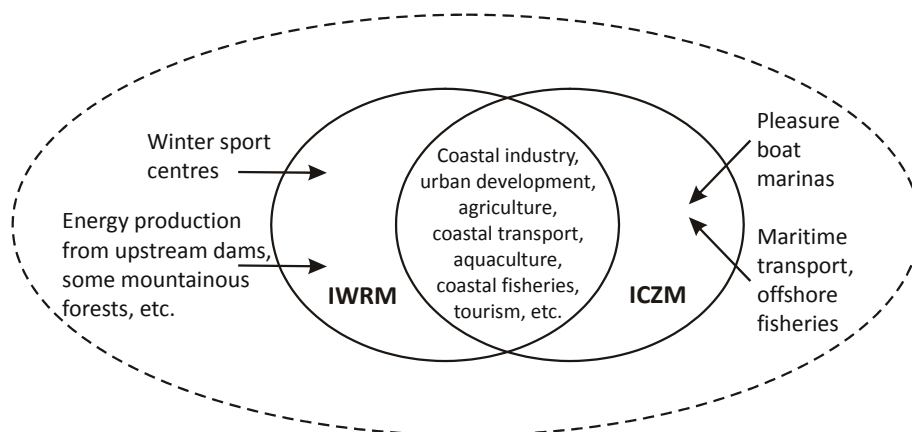 Winter sport
centres
Energy production
from upstream dams,
some mountainous
forests, etc.
IWRM
Coastal industry,
urban development,
agriculture,
coastal transport,
aquaculture,
coastal fisheries,
tourism, etc.
ICZM
Pleasure
boat
marinas
Maritime
transport,
offshore
fisheries